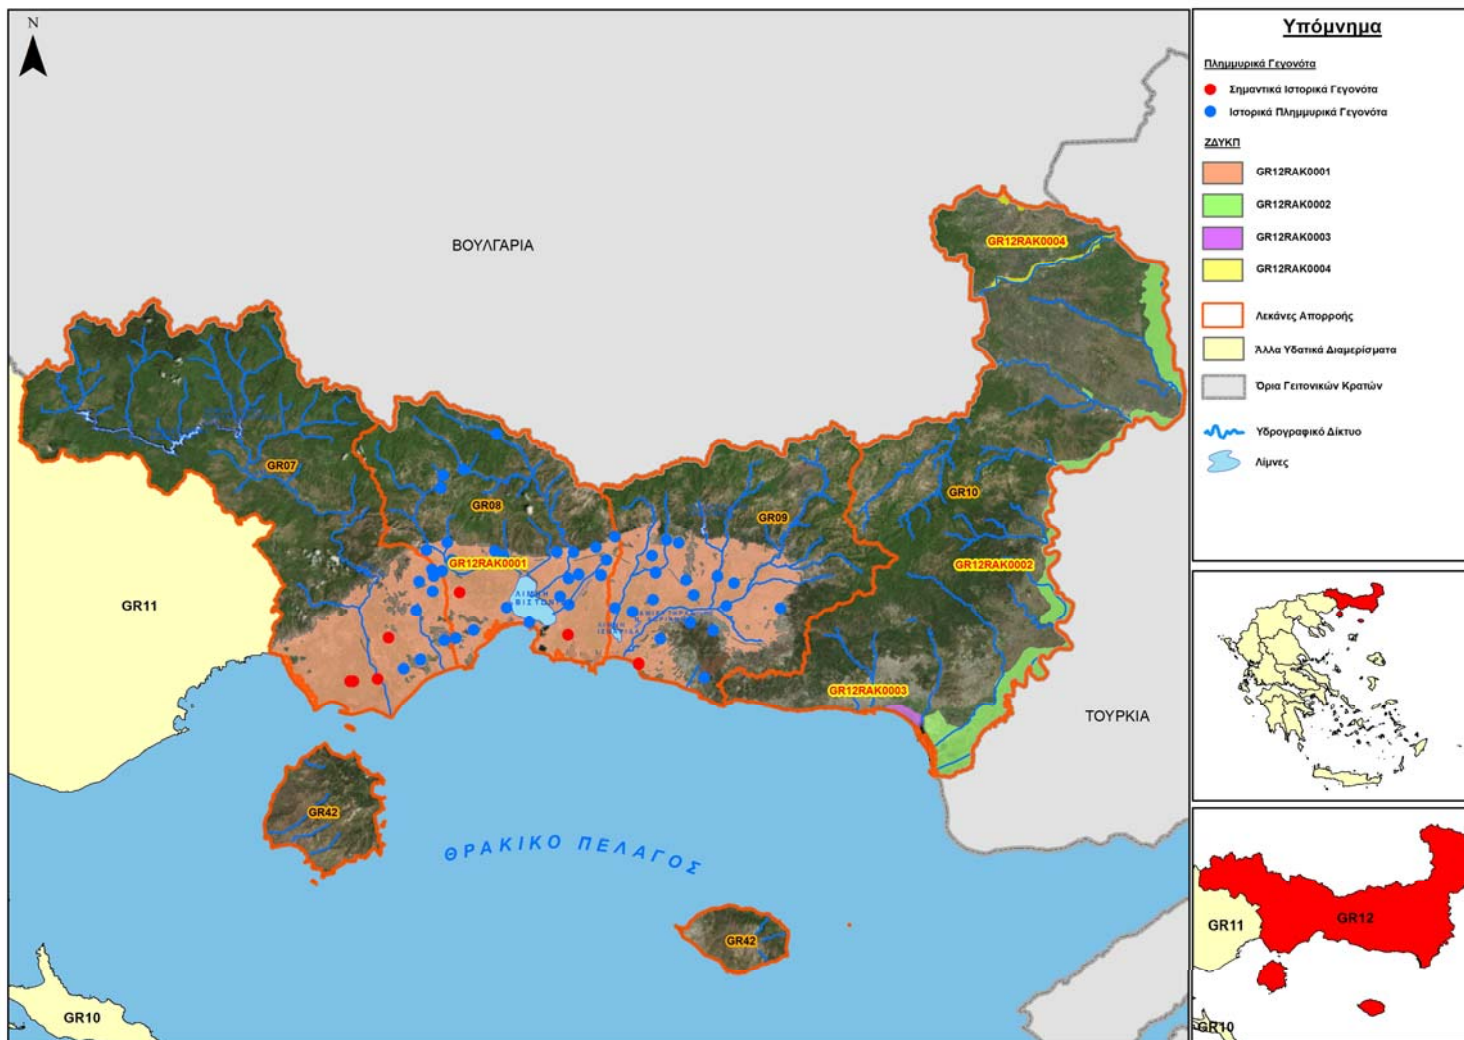 N
ΒΟΥΛΓΑΡΙΑ
GR12RAK0004
GR07
GR08
GR09
GR10
GR12RAK0001
GR12RAK0002
ΛΙΜΝΗ
GR11
GR12RAK0003
ΤΟΥΡΚΙΑ
GR42
ΘΡΑΚΙΚΟ ΠΕΛΑΓΟΣ
GR42
GR10
Υπόμνημα
Πλημμυρικά Γεγονότα
Σημαντικά Ιστορικά Γεγονότα
Ιστορικά Πλημμυρικά Γεγονότα
ΖΔΥΚΠ
GR12RAK0001
GR12RAK0002
GR12RAK0003
GR12RAK0004
Λεκάνες Απορροής
Άλλα Υδατικά Διαμερίσματα
Όρια Γειτονικών Κρατών
Υδρογραφικό Δίκτυο
Λίμνες
GR11
GR12
GR10